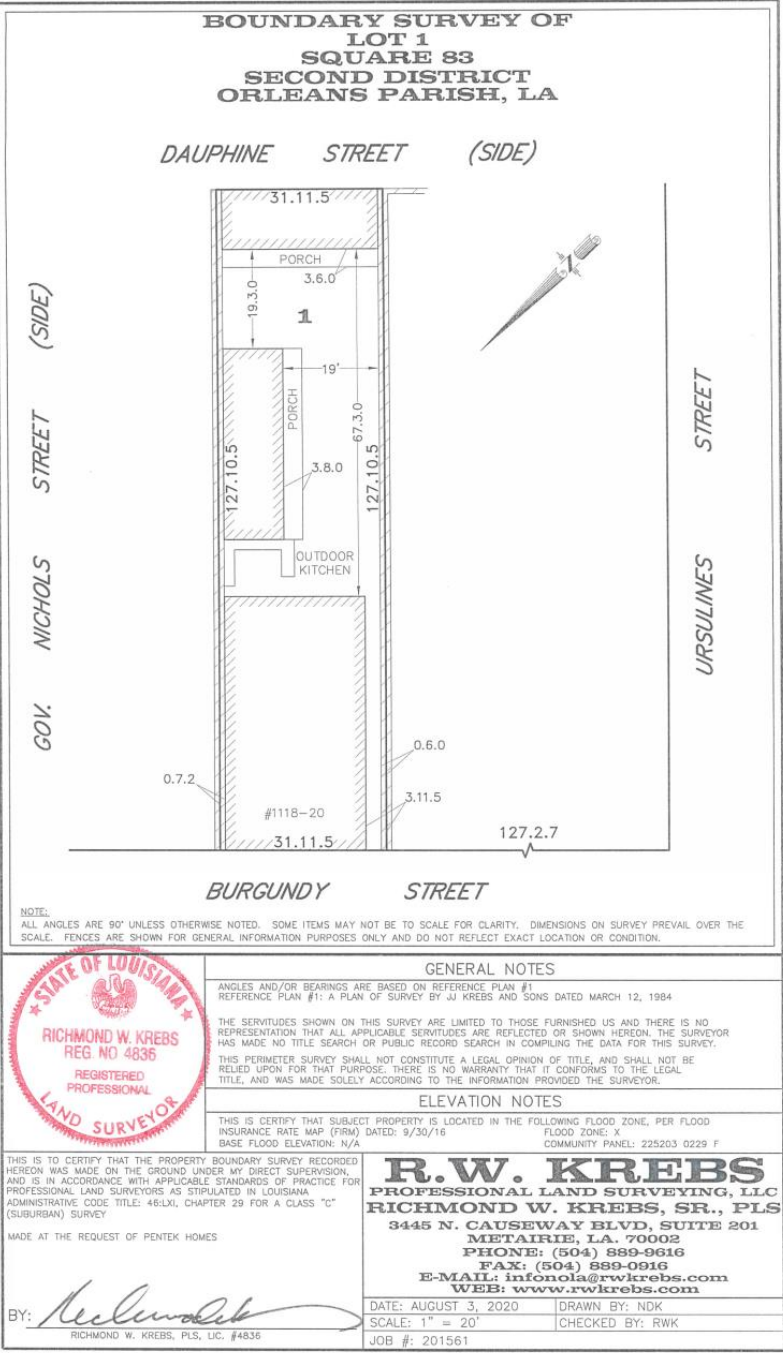 BOUNDARY SURVEY OF
LOT 1
SQUARE 83
SECOND DISTRICT
ORLEANS PARISH, LA
DAUPHINE STREET (SIDE)
31.11.5
PORCH
3.6.0
19.3.0
1
19'
PORCH
67.3.0
127.10.5
127.10.5
3.8.0
OUTDOOR
KITCHEN
GOV. NICHOLS STREET (SIDE)
URSULINES STREET
0.6.0
0.7.2
3.11.5
#1118-20
31.11.5
127.2.7
BURGUNDY STREET
NOTE:
ALL ANGLES ARE 90° UNLESS OTHERWISE NOTED. SOME ITEMS MAY NOT BE TO SCALE FOR CLARITY. DIMENSIONS ON SURVEY PREVAIL OVER THE
SCALE. FENCES ARE SHOWN FOR GENERAL INFORMATION PURPOSES ONLY AND DO NOT REFLECT EXACT LOCATION OR CONDITION.
STATE OF LOUISIANA
RICHMOND W. KREBS
REG. NO 4836
REGISTERED
PROFESSIONAL
LAND SURVEYOR
GENERAL NOTES
ANGLES AND/OR BEARINGS ARE BASED ON REFERENCE PLAN #1
REFERENCE PLAN #1: A PLAN OF SURVEY BY JJ KREBS AND SONS DATED MARCH 12, 1984
THE SERVITUDES SHOWN ON THIS SURVEY ARE LIMITED TO THOSE FURNISHED US AND THERE IS NO
REPRESENTATION THAT ALL APPLICABLE SERVITUDES ARE REFLECTED OR SHOWN HEREON. THE SURVEYOR
HAS MADE NO TITLE SEARCH OR PUBLIC RECORD SEARCH IN COMPILING THE DATA FOR THIS SURVEY.
THIS PERIMETER SURVEY SHALL NOT CONSTITUTE A LEGAL OPINION OF TITLE, AND SHALL NOT BE
RELIED UPON FOR THAT PURPOSE. THERE IS NO WARRANTY THAT IT CONFORMS TO THE LEGAL
TITLE, AND WAS MADE SOLELY ACCORDING TO THE INFORMATION PROVIDED THE SURVEYOR.
ELEVATION NOTES
THIS IS CERTIFY THAT SUBJECT PROPERTY IS LOCATED IN THE FOLLOWING FLOOD ZONE, PER FLOOD
INSURANCE RATE MAP (FIRM) DATED: 9/30/16 FLOOD ZONE: X
BASE FLOOD ELEVATION: N/A COMMUNITY PANEL: 225203 0229 F
THIS IS TO CERTIFY THAT THE PROPERTY BOUNDARY SURVEY RECORDED
HEREON WAS MADE ON THE GROUND UNDER MY DIRECT SUPERVISION,
AND IS IN ACCORDANCE WITH APPLICABLE STANDARDS OF PRACTICE FOR
PROFESSIONAL LAND SURVEYORS AS STIPULATED IN LOUISIANA
ADMINISTRATIVE CODE TITLE: 46:LXI, CHAPTER 29 FOR A CLASS "C"
(SUBURBAN) SURVEY
MADE AT THE REQUEST OF PENTEK HOMES
BY:
RICHMOND W. KREBS, PLS, LIC. #4836
R.W. KREBS
PROFESSIONAL LAND SURVEYING, LLC
RICHMOND W. KREBS, SR., PLS
3445 N. CAUSEWAY BLVD, SUITE 201
METAIRIE, LA. 70002
PHONE: (504) 889-9616
FAX: (504) 889-0916
E-MAIL: infonola@rwkrebs.com
WEB: www.rwkrebs.com
DATE: AUGUST 3, 2020 DRAWN BY: NDK
SCALE: 1" = 20' CHECKED BY: RWK
JOB #: 201561